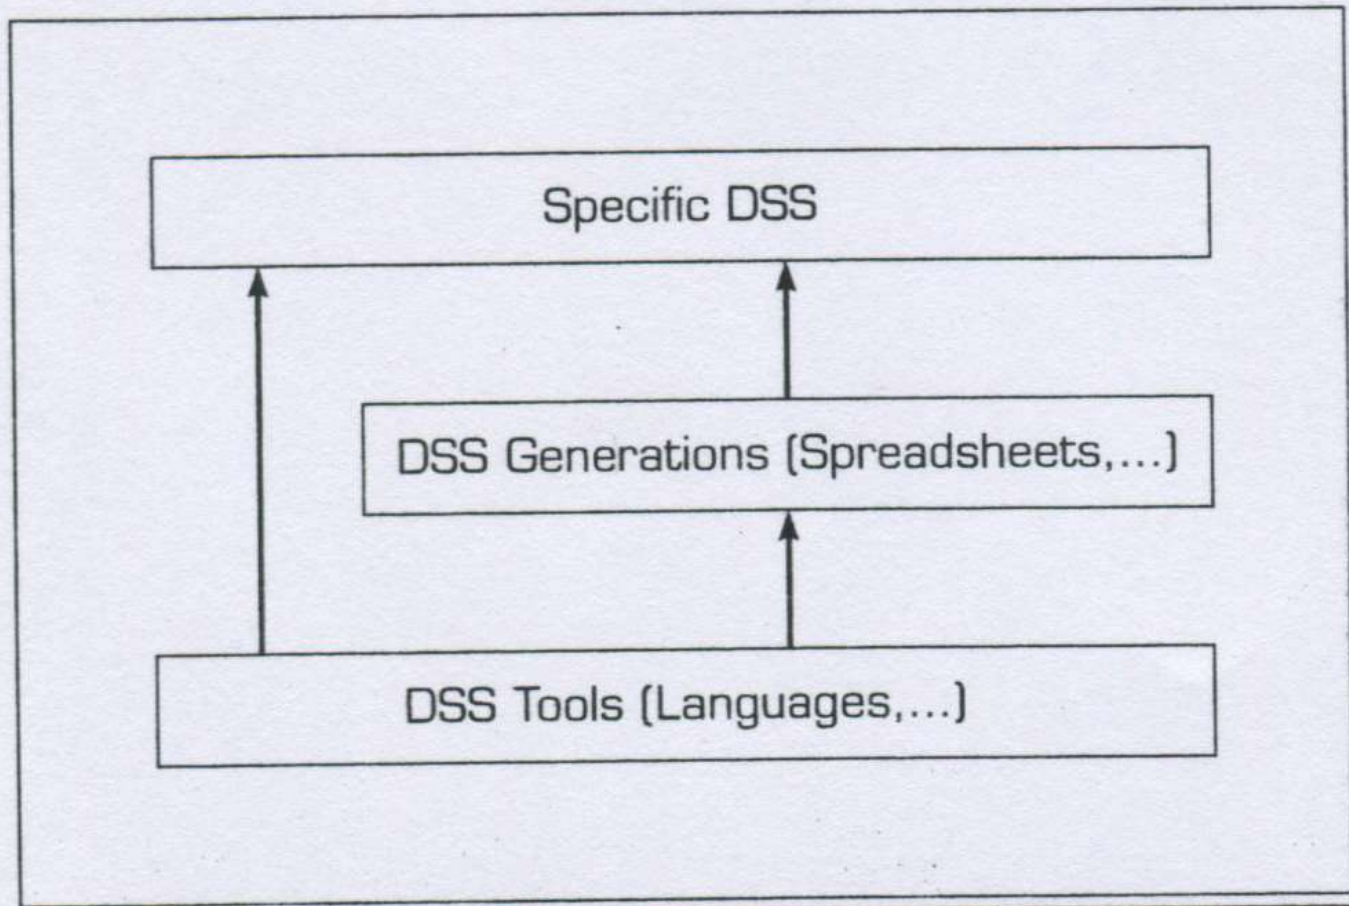 Specific DSS
DSS Generations (Spreadsheets,...)
DSS Tools (Languages,...)